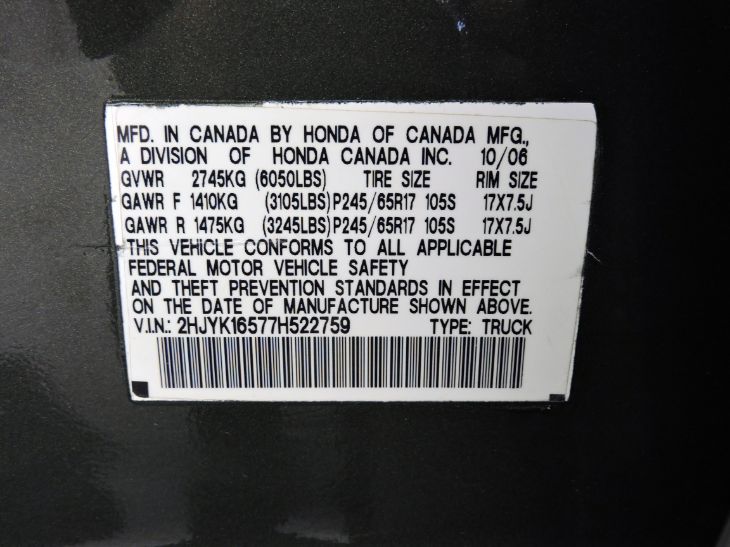 MFD. IN CANADA BY HONDA OF CANADA MFG.,
A DIVISION OF HONDA CANADA INC. 10/06
GVWR 2745KG (6050LBS) TIRE SIZE RIM SIZE
GAWR F 1410KG (3105LBS) P245/65R17 105S 17X7.5J
GAWR R 1475KG (3245LBS) P245/65R17 105S 17X7.5J
THIS VEHICLE CONFORMS TO ALL APPLICABLE
FEDERAL MOTOR VEHICLE SAFETY
AND THEFT PREVENTION STANDARDS IN EFFECT
ON THE DATE OF MANUFACTURE SHOWN ABOVE.
V.I.N.: 2HJYK16577H522759 TYPE: TRUCK